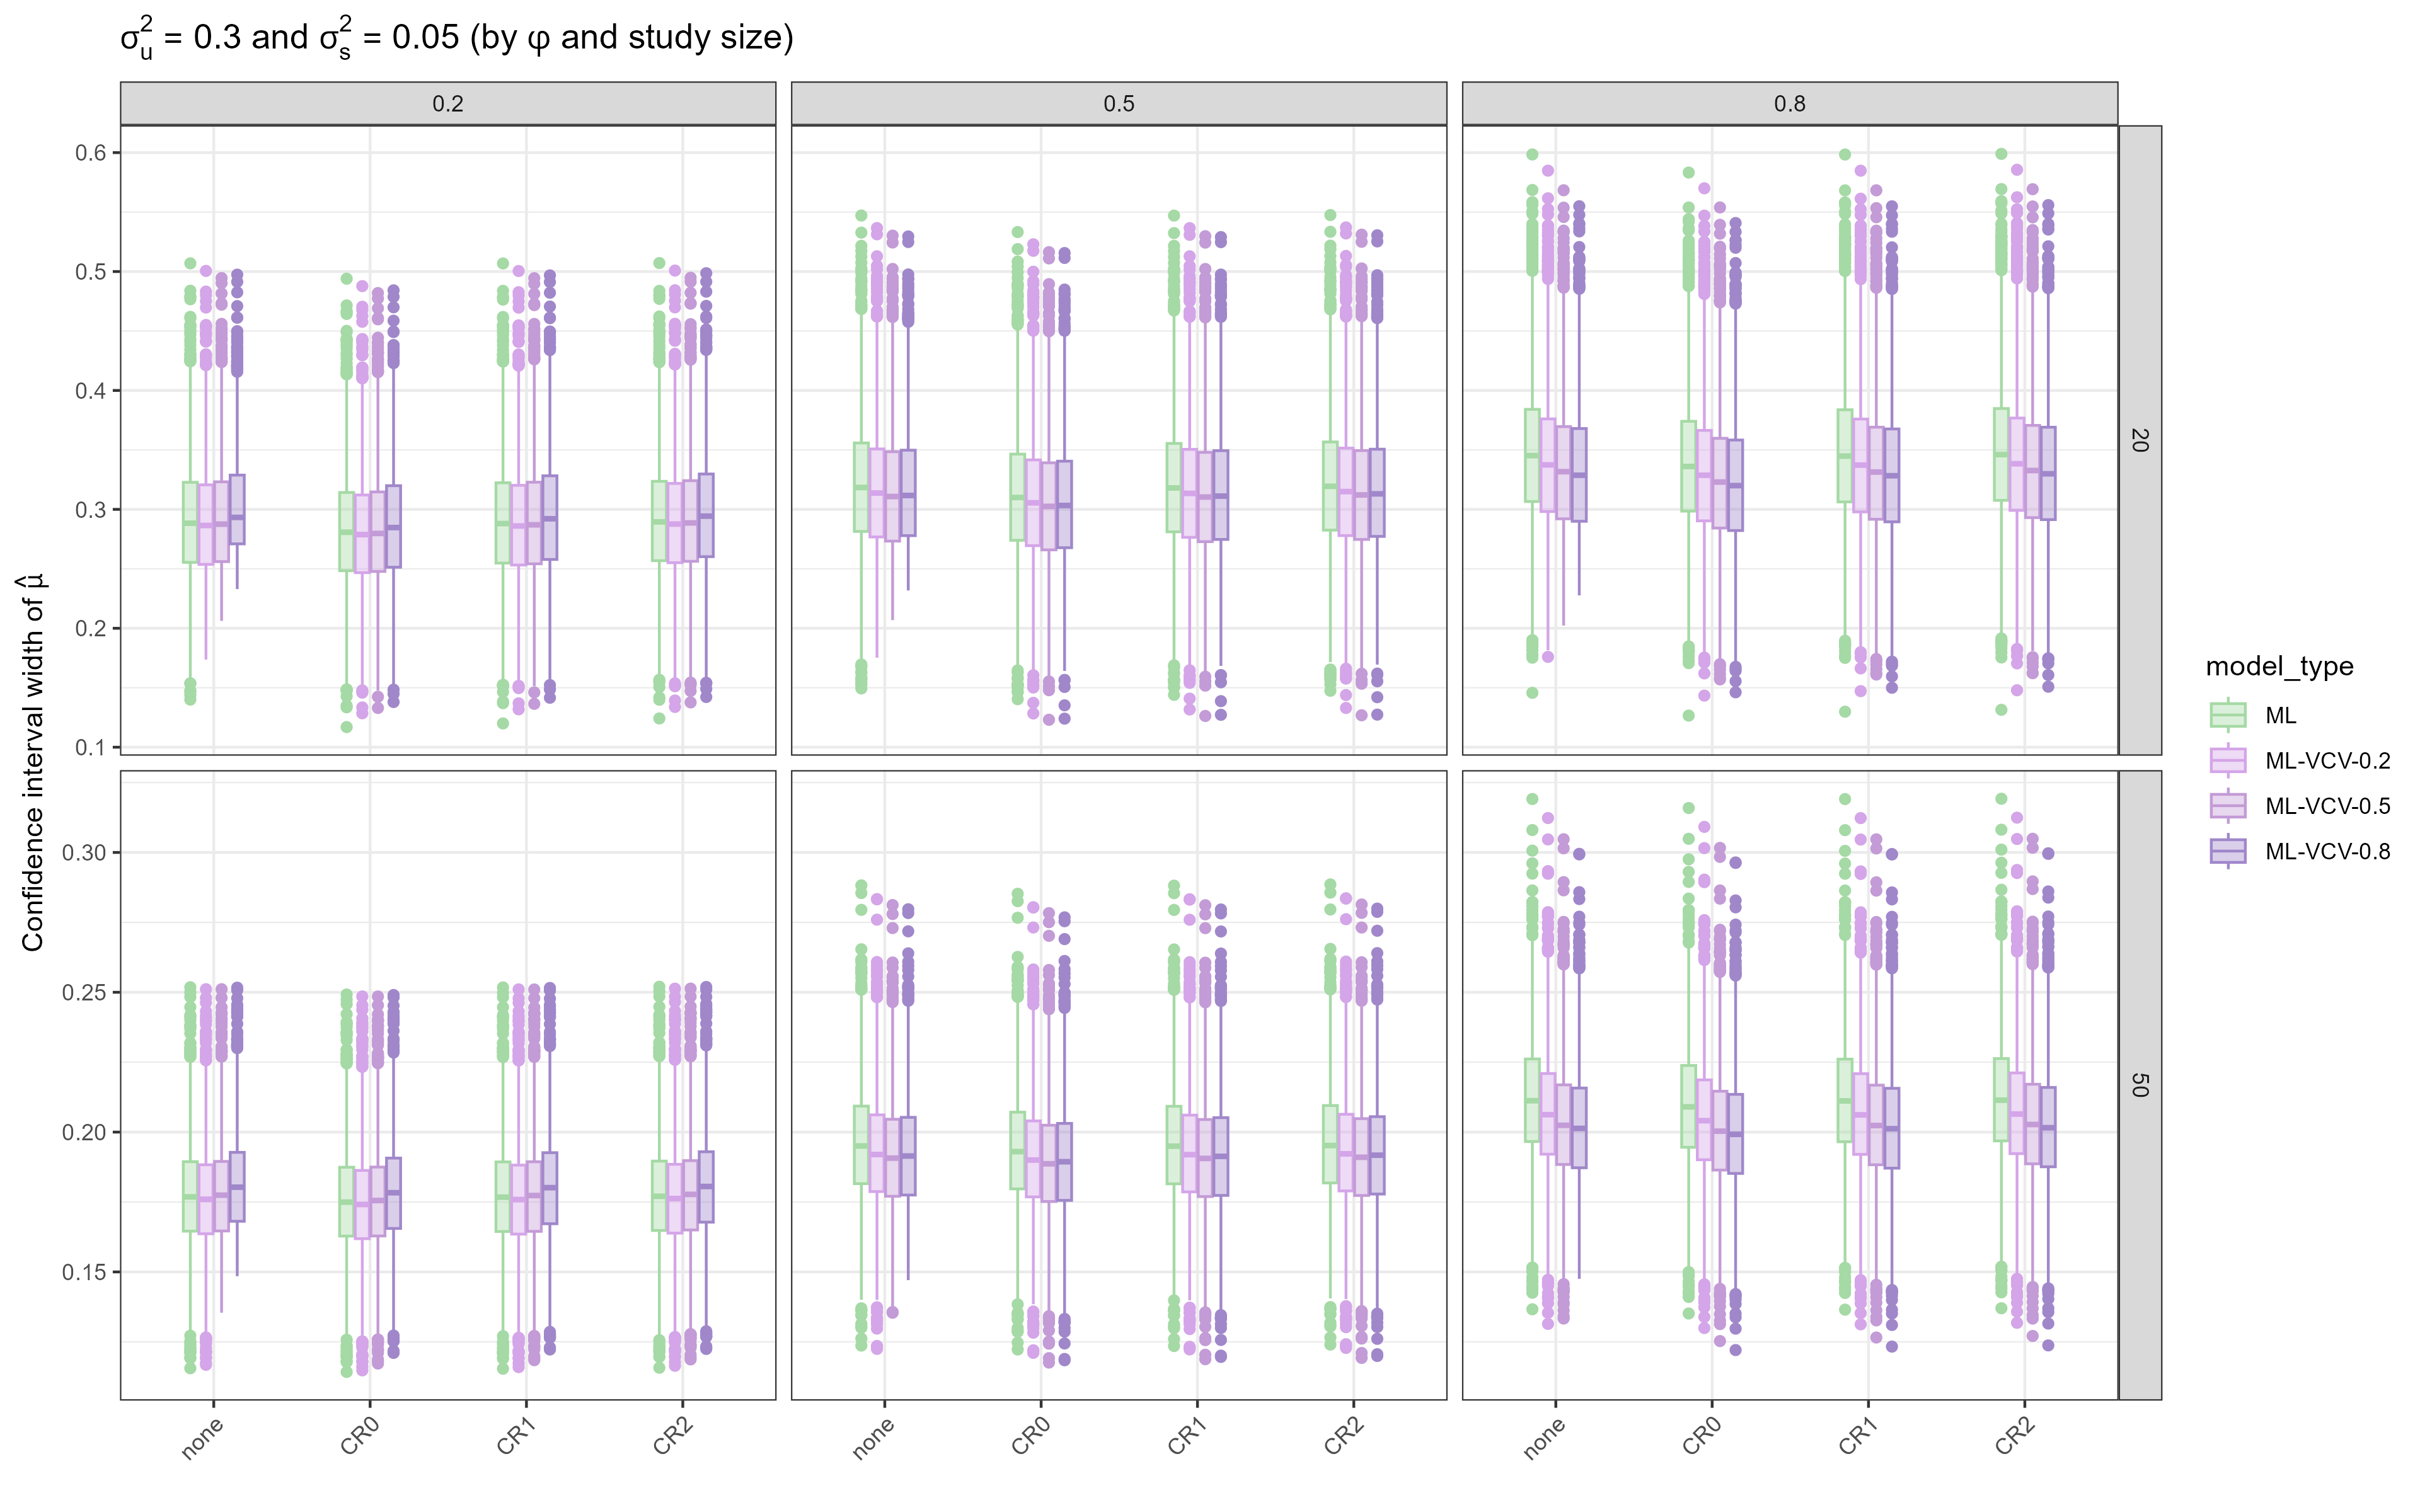 σ²ᵤ = 0.3 and σ²ₛ = 0.05 (by φ and study size)
0.2
0.5
0.8
0.6
0.5
0.4
0.3
0.2
0.1
20
0.30
0.25
0.20
0.15
50
Confidence interval width of μ̂
none
CR0
CR1
CR2
none
CR0
CR1
CR2
none
CR0
CR1
CR2
model_type
ML
ML-VCV-0.2
ML-VCV-0.5
ML-VCV-0.8